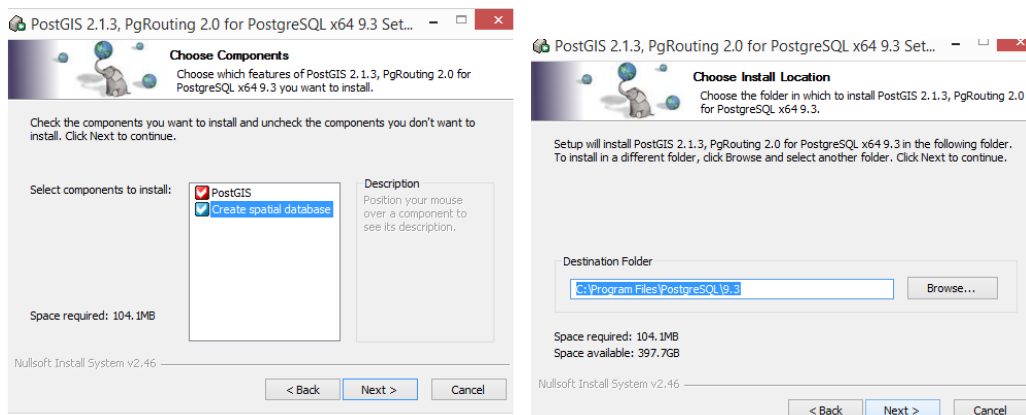 PostGIS 2.1.3, PgRouting 2.0 for PostgreSQL x64 9.3 Set...
Choose Components
Choose which features of PostGIS 2.1.3, PgRouting 2.0 for
PostgreSQL x64 9.3 you want to install.
Check the components you want to install and uncheck the components you don't want to
install. Click Next to continue.
Select components to install:
PostGIS
Create spatial database
Description
Position your mouse
over a component to
see its description.
Space required: 104.1MB
Nullsoft Install System v2.46
< Back
Next >
Cancel
PostGIS 2.1.3, PgRouting 2.0 for PostgreSQL x64 9.3 Set...
Choose Install Location
Choose the folder in which to install PostGIS 2.1.3, PgRouting 2.0
for PostgreSQL x64 9.3.
Setup will install PostGIS 2.1.3, PgRouting 2.0 for PostgreSQL x64 9.3 in the following folder.
To install in a different folder, click Browse and select another folder. Click Next to continue.
Destination Folder
C:\Program Files\PostgreSQL\9.3
Browse...
Space required: 104.1MB
Space available: 397.7GB
Nullsoft Install System v2.46
< Back
Next >
Cancel